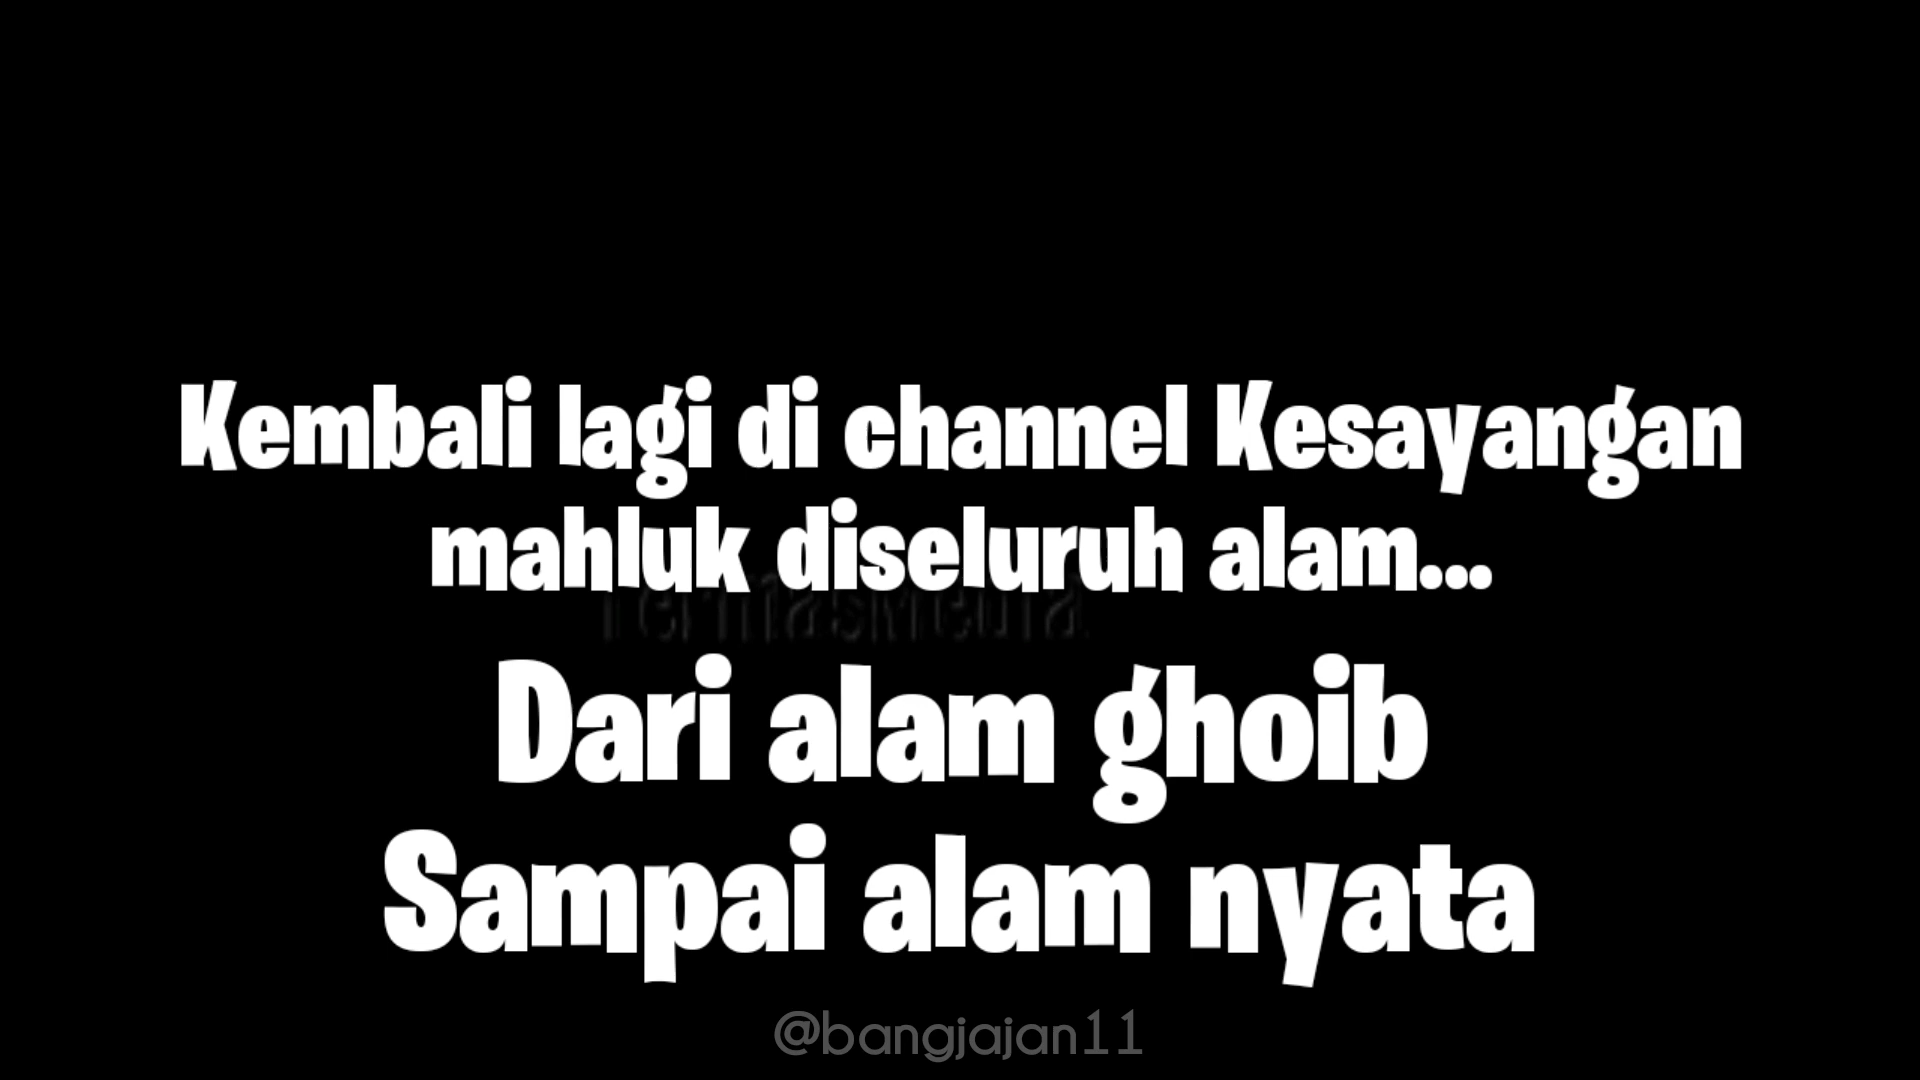 Kembali lagi di channel Kesayangan
mahluk diseluruh alam...
Dari alam ghoib
Sampai alam nyata
@bangjajan11